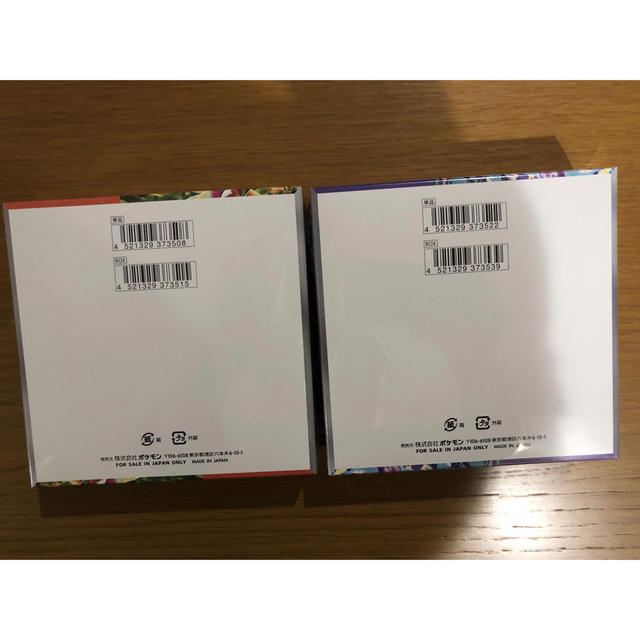 単品
4 521329 373508
BOX
4 521329 373515
紙 箱
プラ 外装
発売元 株式会社ポケモン 〒106-6108 東京都港区六本木6-10-1
FOR SALE IN JAPAN ONLY MADE IN JAPAN
単品
4 521329 373522
BOX
4 521329 373539
紙 箱
プラ 外装
発売元 株式会社ポケモン 〒106-6108 東京都港区六本木6-10-1
FOR SALE IN JAPAN ONLY MADE IN JAPAN